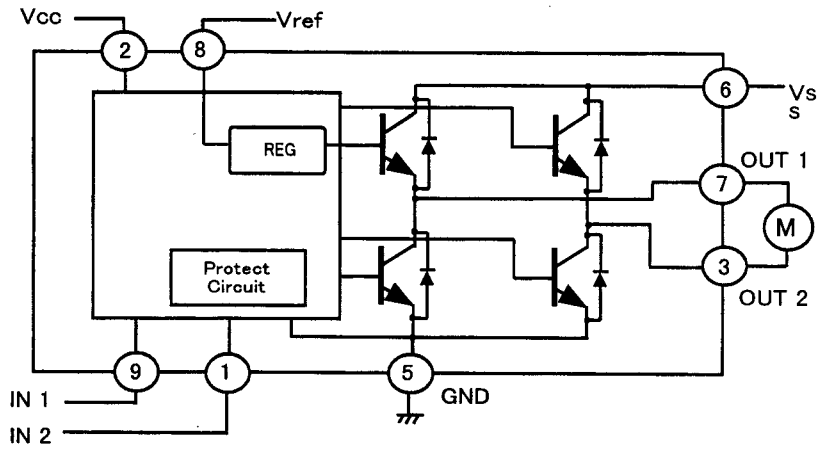 Vcc
Vref
2
8
6
Vs
s
REG
OUT 1
7
M
Protect
Circuit
3
OUT 2
9
1
5
GND
IN 1
IN 2